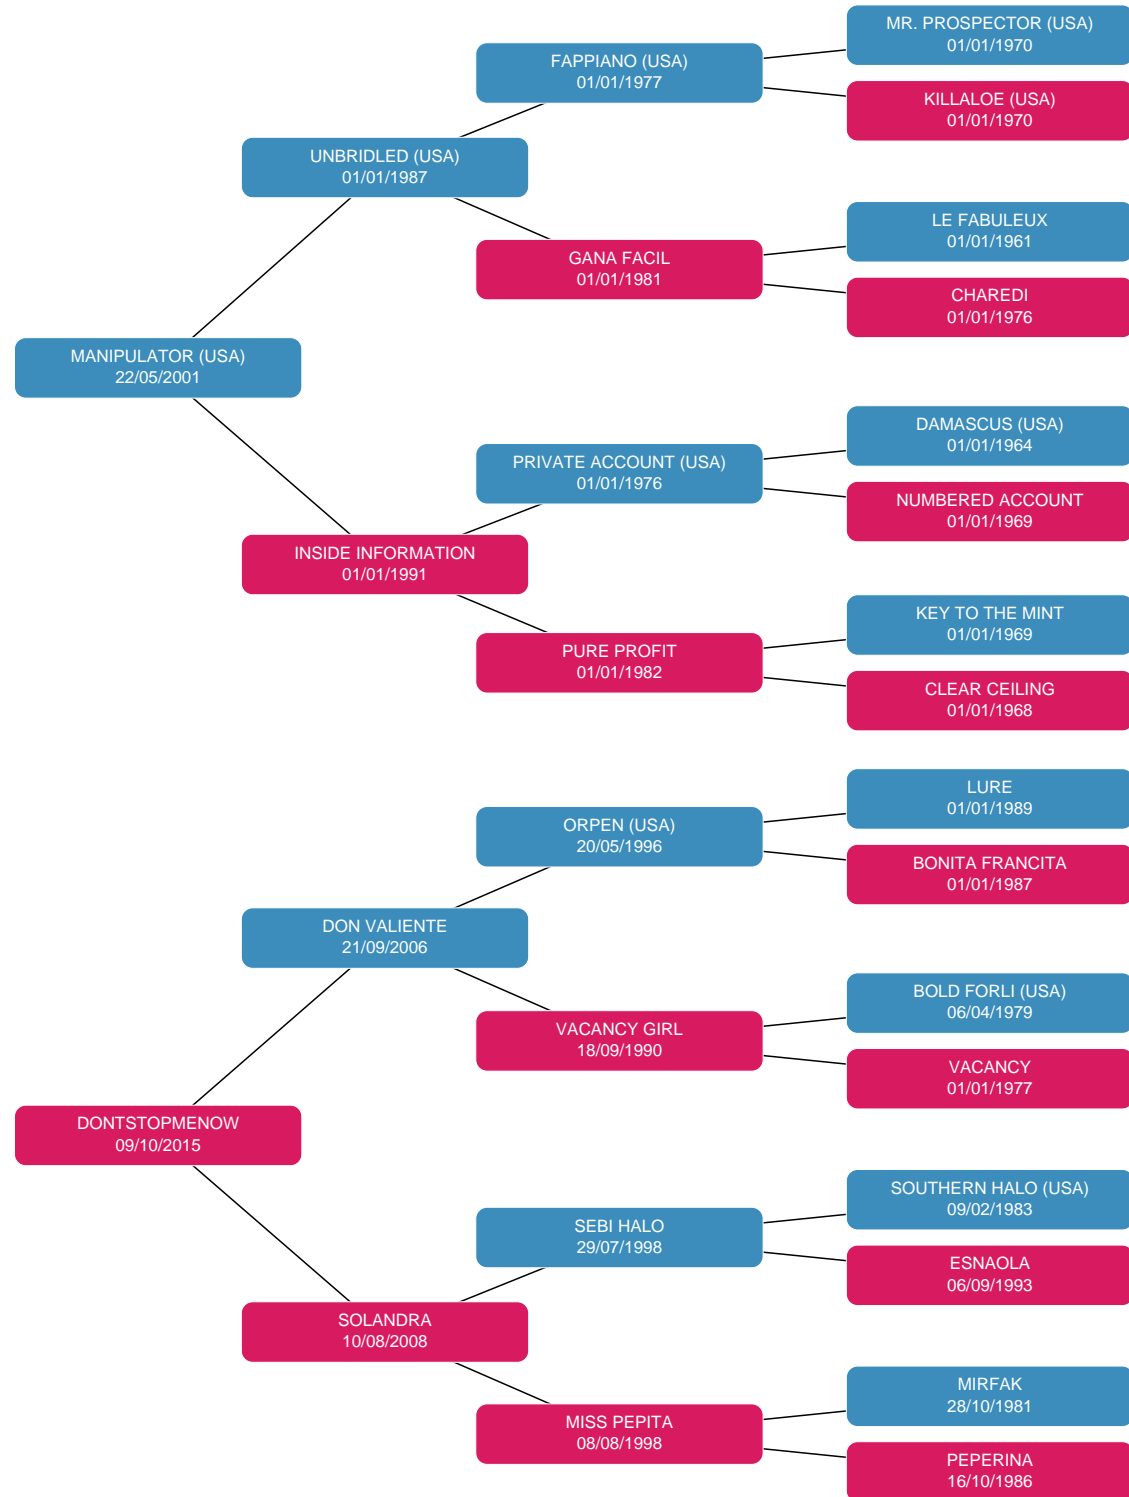 MR. PROSPECTOR (USA)
01/01/1970
FAPPIANO (USA)
01/01/1977
KILLALOE (USA)
01/01/1970
UNBRIDLED (USA)
01/01/1987
LE FABULEUX
01/01/1961
GANA FACIL
01/01/1981
CHAREDI
01/01/1976
MANIPULATOR (USA)
22/05/2001
DAMASCUS (USA)
01/01/1964
PRIVATE ACCOUNT (USA)
01/01/1976
NUMBERED ACCOUNT
01/01/1969
INSIDE INFORMATION
01/01/1991
KEY TO THE MINT
01/01/1969
PURE PROFIT
01/01/1982
CLEAR CEILING
01/01/1968
LURE
01/01/1989
ORPEN (USA)
20/05/1996
BONITA FRANCITA
01/01/1987
DON VALIENTE
21/09/2006
BOLD FORLI (USA)
06/04/1979
VACANCY GIRL
18/09/1990
VACANCY
01/01/1977
DONTSTOPMENOW
09/10/2015
SOUTHERN HALO (USA)
09/02/1983
SEBI HALO
29/07/1998
ESNAOLA
06/09/1993
SOLANDRA
10/08/2008
MIRFAK
28/10/1981
MISS PEPITA
08/08/1998
PEPERINA
16/10/1986